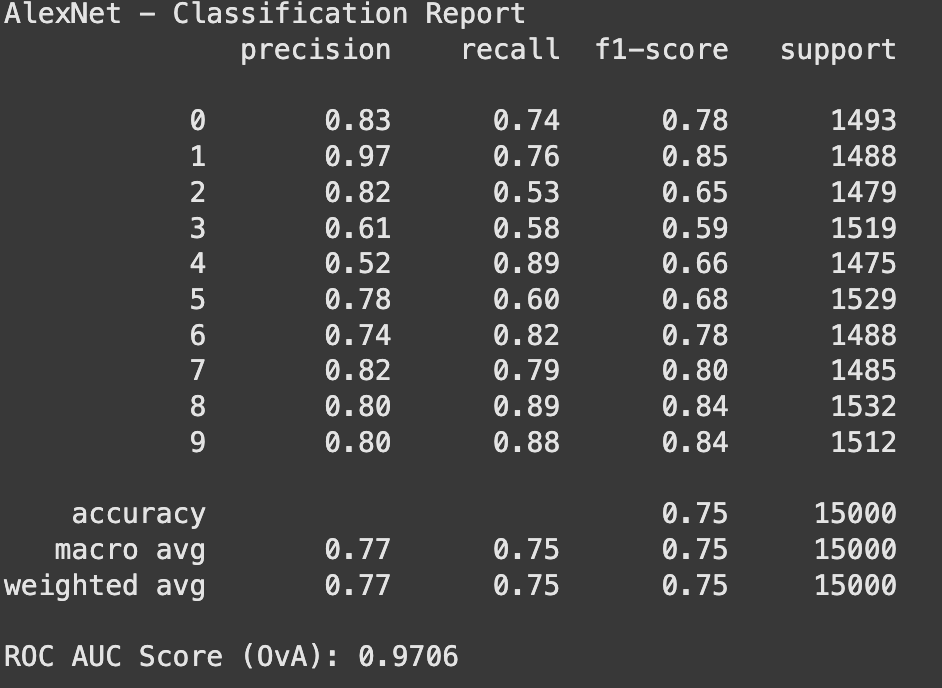 AlexNet – Classification Report
precision recall f1-score support
0 0.83 0.74 0.78 1493
1 0.97 0.76 0.85 1488
2 0.82 0.53 0.65 1479
3 0.61 0.58 0.59 1519
4 0.52 0.89 0.66 1475
5 0.78 0.60 0.68 1529
6 0.74 0.82 0.78 1488
7 0.82 0.79 0.80 1485
8 0.80 0.89 0.84 1532
9 0.80 0.88 0.84 1512
accuracy 0.75 15000
macro avg 0.77 0.75 0.75 15000
weighted avg 0.77 0.75 0.75 15000
ROC AUC Score (OvA): 0.9706